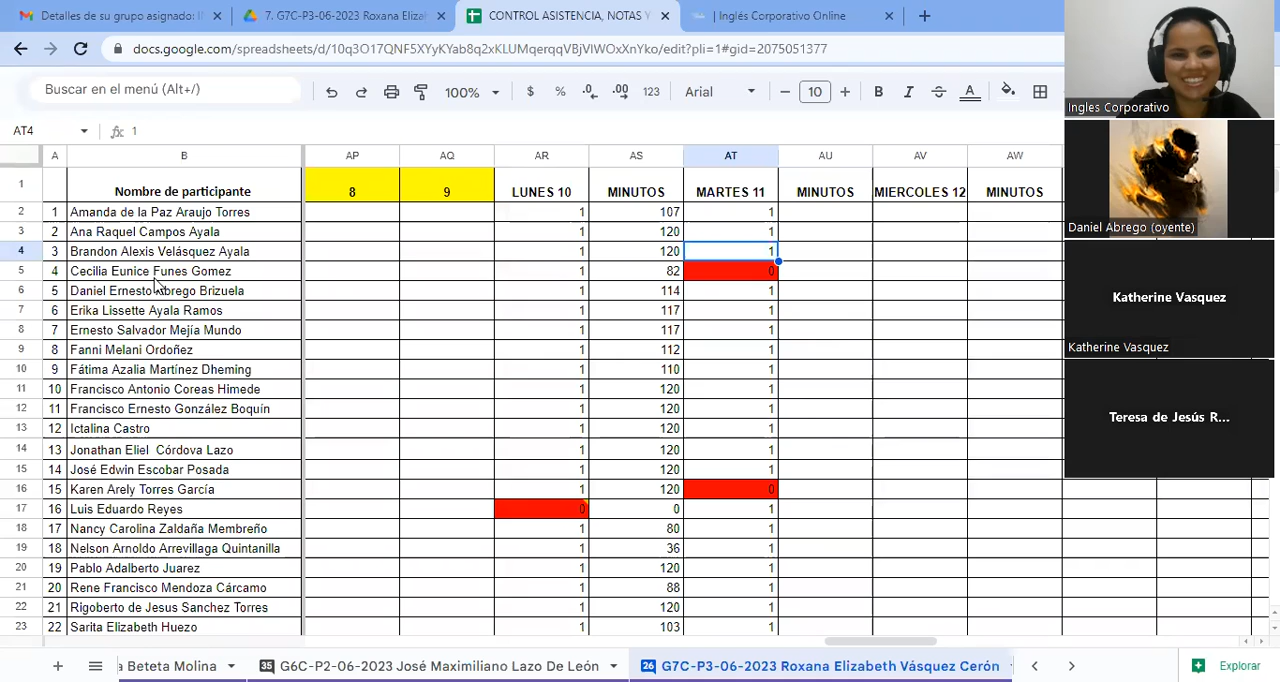 Detalles de su grupo asignado: I
7. G7C-P3-06-2023 Roxana Eliza
CONTROL ASISTENCIA, NOTAS Y
| Inglés Corporativo Online
docs.google.com/spreadsheets/d/10q3O17QNF5XYyKYab8q2xKLUMqerqqVBjVIWOxXnYko/edit?pli=1#gid=2075051377
Buscar en el menú (Alt+/)
100%
$ % .0 .00 123
Arial
10
B I S A
AT4
fx 1
A B AP AQ AR AS AT AU AV AW
1 Nombre de participante 8 9 LUNES 10 MINUTOS MARTES 11 MINUTOS MIERCOLES 12 MINUTOS
2 1 Amanda de la Paz Araujo Torres 1 107 1
3 2 Ana Raquel Campos Ayala 1 120 1
4 3 Brandon Alexis Velásquez Ayala 1 120 1
5 4 Cecilia Eunice Funes Gomez 1 82 0
6 5 Daniel Ernesto Abrego Brizuela 1 114 1
7 6 Erika Lissette Ayala Ramos 1 117 1
8 7 Ernesto Salvador Mejía Mundo 1 117 1
9 8 Fanni Melani Ordoñez 1 112 1
10 9 Fátima Azalia Martínez Dheming 1 110 1
11 10 Francisco Antonio Coreas Himede 1 120 1
12 11 Francisco Ernesto González Boquín 1 120 1
13 12 Ictalina Castro 1 120 1
14 13 Jonathan Eliel Córdova Lazo 1 120 1
15 14 José Edwin Escobar Posada 1 120 1
16 15 Karen Arely Torres García 1 120 0
17 16 Luis Eduardo Reyes 0 0 1
18 17 Nancy Carolina Zaldaña Membreño 1 80 1
19 18 Nelson Arnoldo Arrevillaga Quintanilla 1 36 1
20 19 Pablo Adalberto Juarez 1 120 1
21 20 Rene Francisco Mendoza Cárcamo 1 88 1
22 21 Rigoberto de Jesus Sanchez Torres 1 120 1
23 22 Sarita Elizabeth Huezo 1 103 1
a Beteta Molina
35 G6C-P2-06-2023 José Maximiliano Lazo De León
26 G7C-P3-06-2023 Roxana Elizabeth Vásquez Cerón
Explorar
Ingles Corporativo
Daniel Abrego (oyente)
Katherine Vasquez
Katherine Vasquez
Teresa de Jesús R...